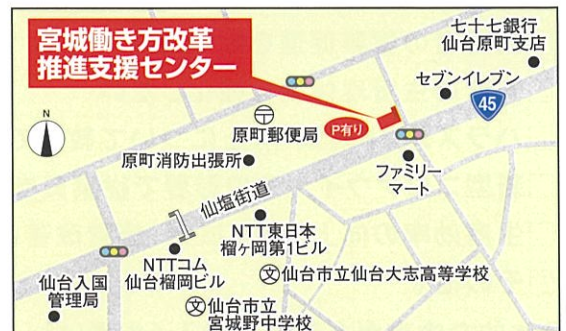 宮城働き方改革
推進支援センター
七十七銀行
仙台原町支店
セブンイレブン
45
N
〒
原町郵便局
P有り
原町消防出張所
ファミリー
マート
仙塩街道
NTT東日本
榴ヶ岡第1ビル
NTTコム
仙台榴岡ビル
文仙台市立仙台大志高等学校
仙台入国
管理局
文仙台市立
宮城野中学校